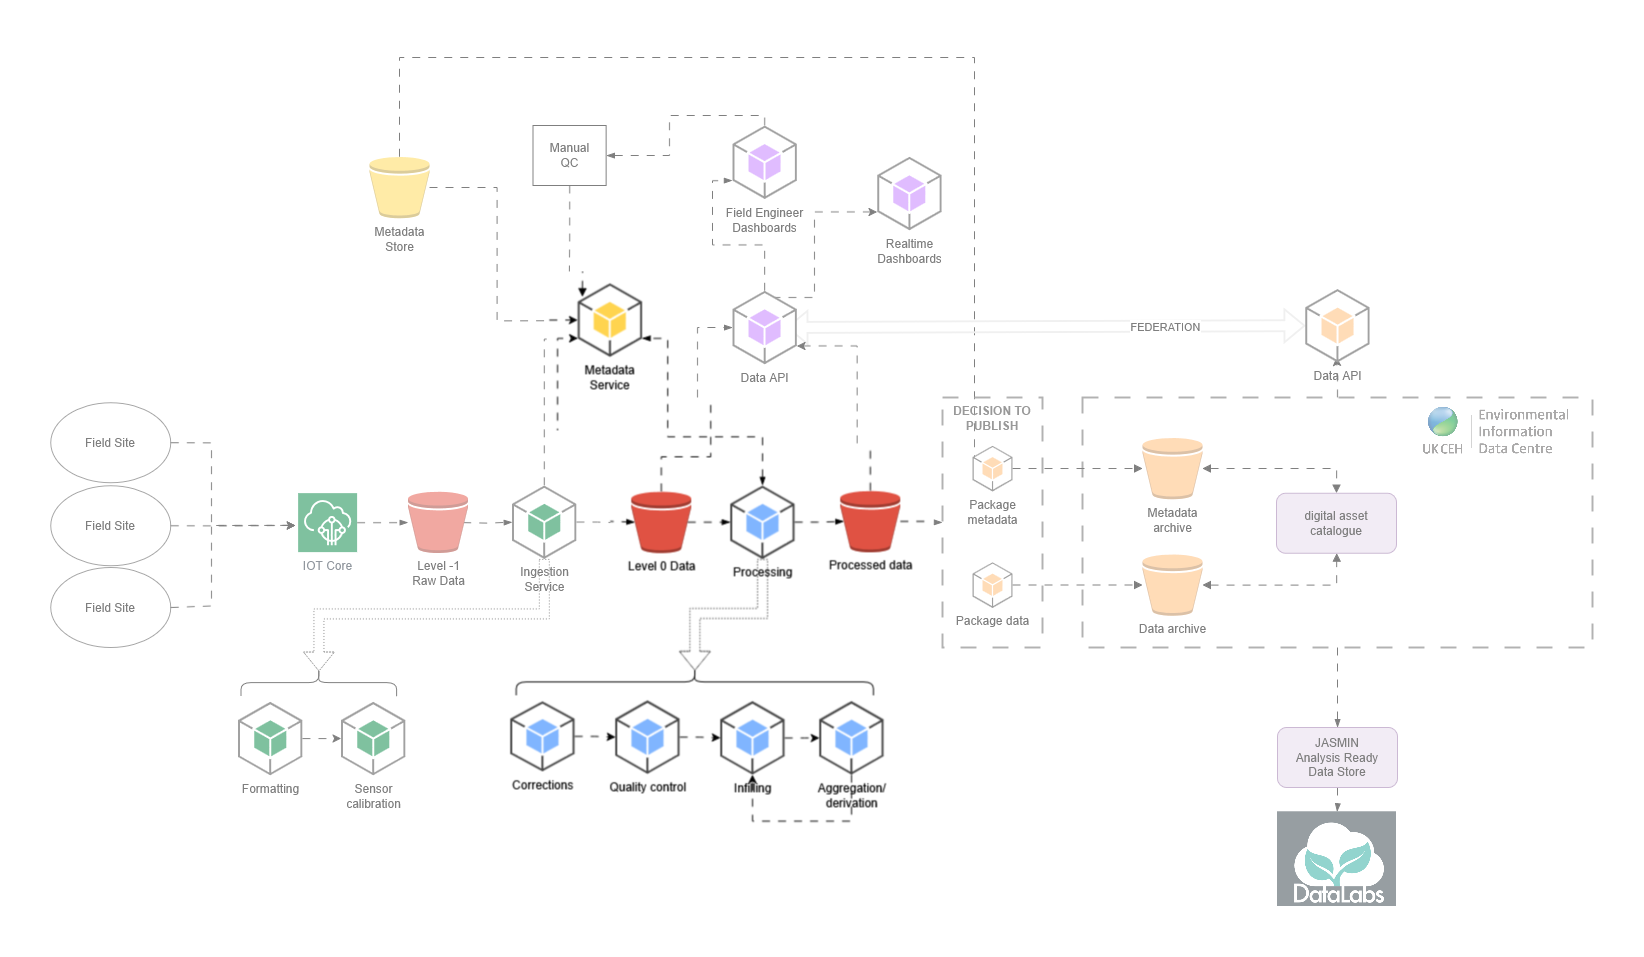 Manual
QC
Metadata
Store
Field Engineer
Dashboards
Realtime
Dashboards
Metadata
Service
Data API
FEDERATION
Data API
DECISION TO
PUBLISH
UKCEH
Environmental
Information
Data Centre
Field Site
Field Site
Field Site
IOT Core
Level -1
Raw Data
Ingestion
Service
Level 0 Data
Processing
Processed data
Package
metadata
Package data
Metadata
archive
Data archive
digital asset
catalogue
Formatting
Sensor
calibration
Corrections
Quality control
Infilling
Aggregation/
derivation
JASMIN
Analysis Ready
Data Store
DataLabs